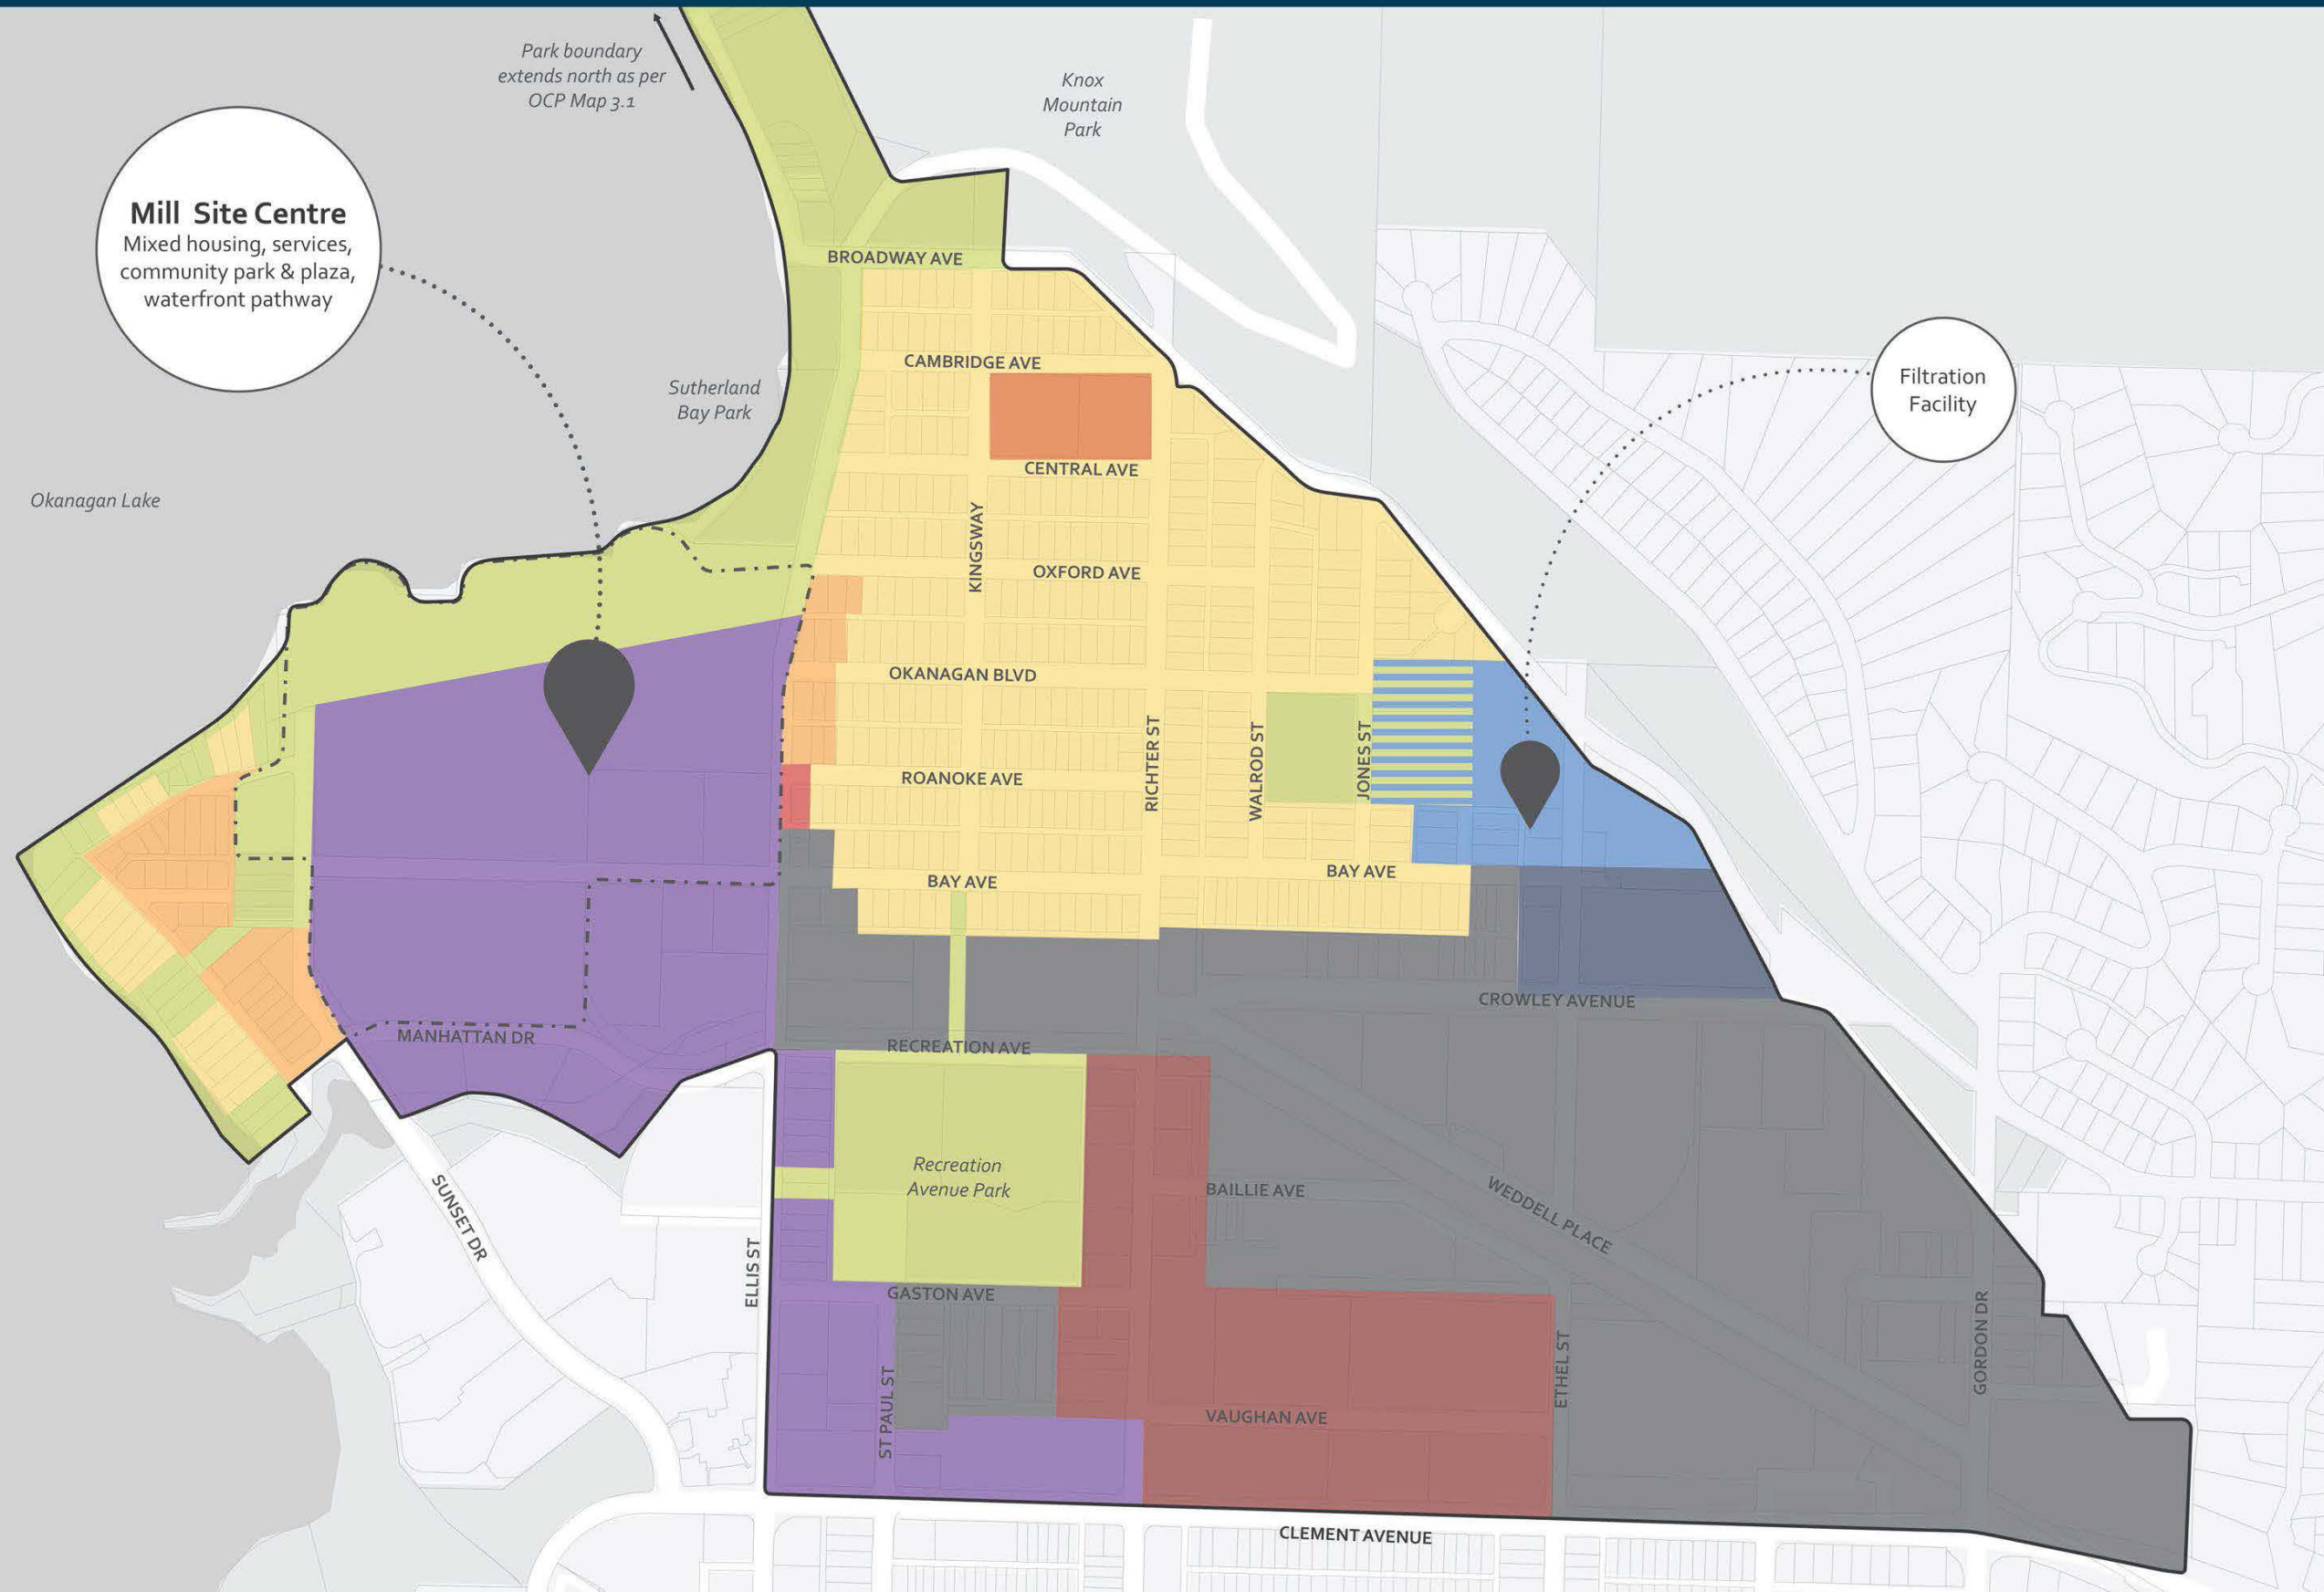 Park boundary
extends north as per
OCP Map 3.1
Knox
Mountain
Park
Mill Site Centre
Mixed housing, services,
community park & plaza,
waterfront pathway
BROADWAY AVE
Filtration
Facility
CAMBRIDGE AVE
Sutherland
Bay Park
CENTRAL AVE
Okanagan Lake
KINGSWAY
OXFORD AVE
OKANAGAN BLVD
RICHTER ST
WALROD ST
JONES ST
ROANOKE AVE
BAY AVE
BAY AVE
CROWLEY AVENUE
MANHATTAN DR
RECREATION AVE
Recreation
Avenue Park
BAILLIE AVE
WEDDELL PLACE
SUNSET DR
ELLIS ST
GASTON AVE
ST PAUL ST
ETHEL ST
GORDON DR
VAUGHAN AVE
CLEMENT AVENUE